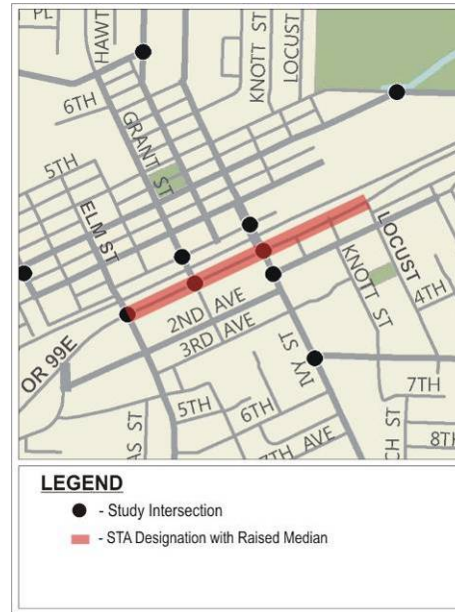 PL
HAWT
KNOTT ST
LOCUST
6TH
GRANT ST
5TH
ELM ST
2ND AVE
3RD AVE
OR 99E
IVY ST
KNOTT ST
LOCUST
4TH
7TH
5TH
6TH
7TH AVE
AS ST
CH ST
8TH
LEGEND
- Study Intersection
- STA Designation with Raised Median